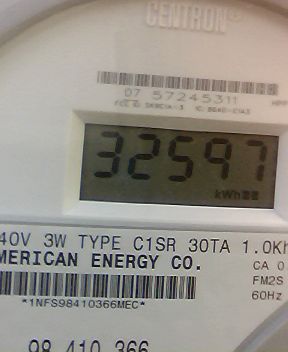 CENTRON®
07 57245311
32597
kWh
40V 3W TYPE C1SR 30TA 1.0Kh
MERICAN ENERGY CO.
CA 0
FM2S
60Hz
*1NFS98410366MEC*
98 410 366